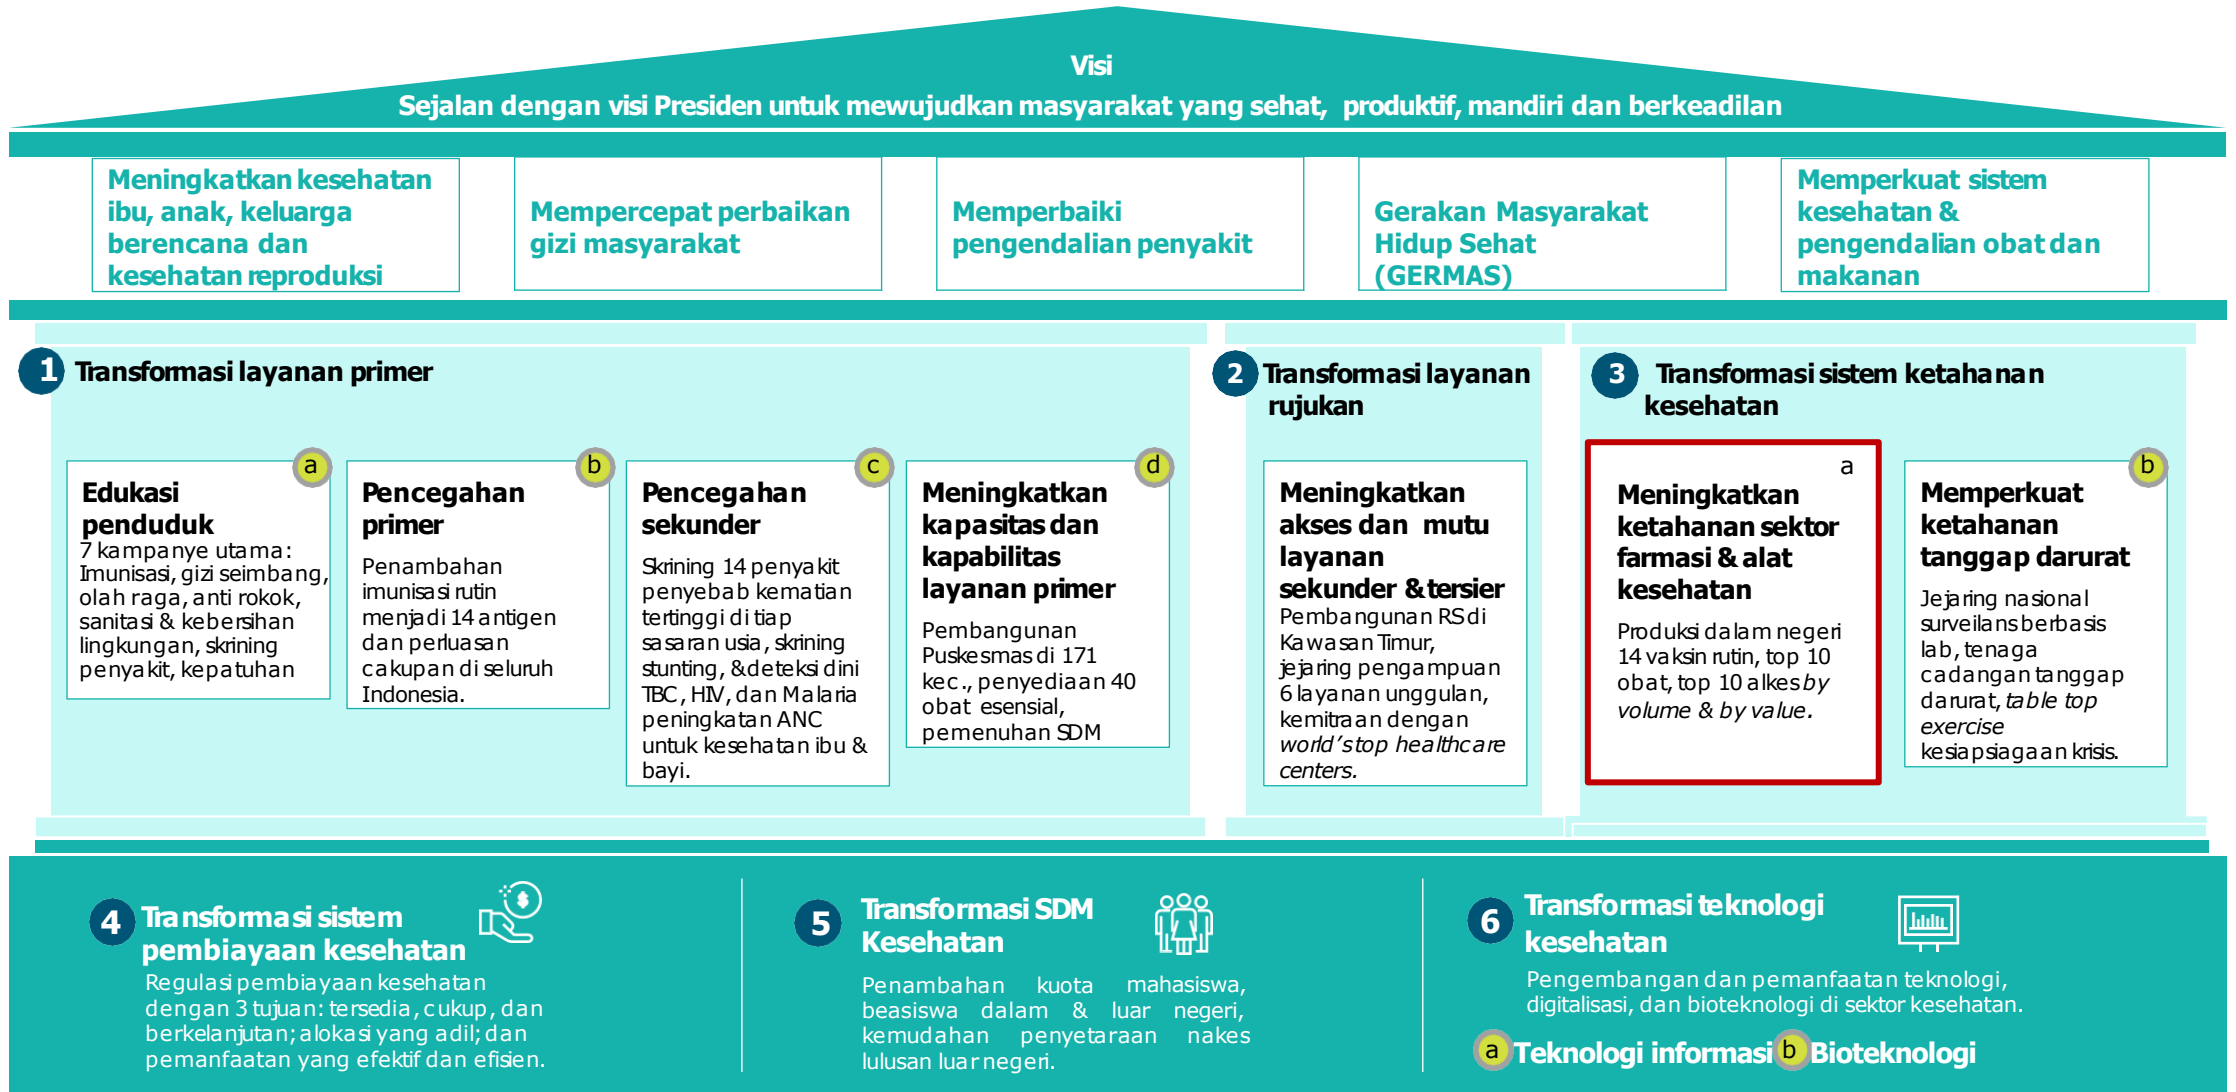 Visi
Sejalan dengan visi Presiden untuk mewujudkan masyarakat yang sehat, produktif, mandiri dan berkeadilan
Meningkatkan kesehatan
ibu, anak, keluarga
berencana dan
kesehatan reproduksi
Mempercepat perbaikan
gizi masyarakat
Memperbaiki
pengendalian penyakit
Gerakan Masyarakat
Hidup Sehat
(GERMAS)
Memperkuat sistem
kesehatan &
pengendalian obat dan
makanan
1 Transformasi layanan primer
a
Edukasi
penduduk
7 kampanye utama:
Imunisasi, gizi seimbang,
olah raga, anti rokok,
sanitasi & kebersihan
lingkungan, skrining
penyakit, kepatuhan
b
Pencegahan
primer
Penambahan
imunisasi rutin
menjadi 14 antigen
dan perluasan
cakupan di seluruh
Indonesia.
c
Pencegahan
sekunder
Skrining 14 penyakit
penyebab kematian
tertinggi di tiap
sasaran usia, skrining
stunting, & deteksi dini
TBC, HIV, dan Malaria
peningkatan ANC
untuk kesehatan ibu &
bayi.
d
Meningkatkan
kapasitas dan
kapabilitas
layanan primer
Pembangunan
Puskesmas di 171
kec., penyediaan 40
obat esensial,
pemenuhan SDM
2 Transformasi layanan
rujukan
Meningkatkan
akses dan mutu
layanan
sekunder & tersier
Pembangunan RS di
Kawasan Timur,
jejaring pengampuan
6 layanan unggulan,
kemitraan dengan
world's top healthcare
centers.
3 Transformasi sistem ketahanan
kesehatan
a
Meningkatkan
ketahanan sektor
farmasi & alat
kesehatan
Produksi dalam negeri
14 vaksin rutin, top 10
obat, top 10 alkes by
volume & by value.
b
Memperkuat
ketahanan
tanggap darurat
Jejaring nasional
surveilans berbasis
lab, tenaga
cadangan tanggap
darurat, table top
exercise
kesiapsiagaan krisis.
4 Transformasi sistem
pembiayaan kesehatan
Regulasi pembiayaan kesehatan
dengan 3 tujuan: tersedia, cukup, dan
berkelanjutan; alokasi yang adil; dan
pemanfaatan yang efektif dan efisien.
5 Transformasi SDM
Kesehatan
Penambahan kuota mahasiswa,
beasiswa dalam & luar negeri,
kemudahan penyetaraan nakes
lulusan luar negeri.
6 Transformasi teknologi
kesehatan
Pengembangan dan pemanfaatan teknologi,
digitalisasi, dan bioteknologi di sektor kesehatan.
a Teknologi informasi b Bioteknologi